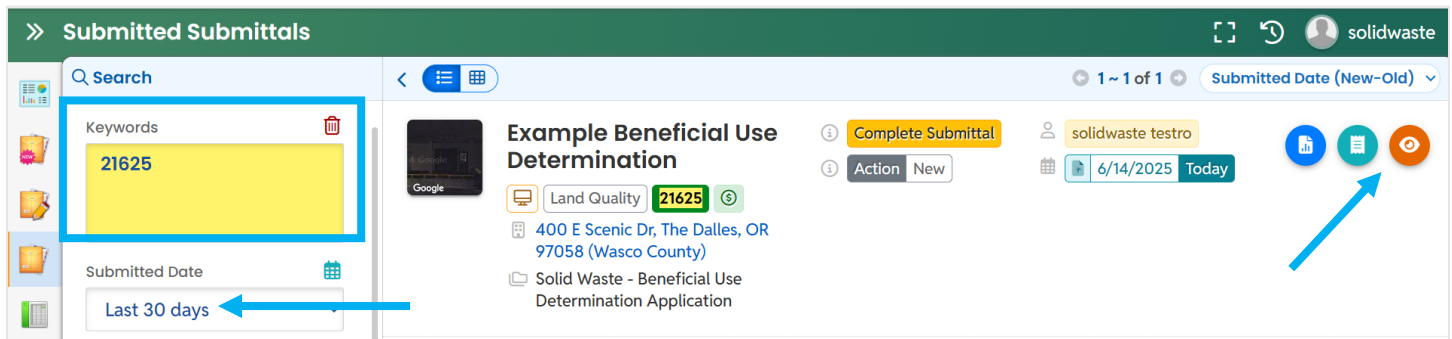 Submitted Submittals
solidwaste
Search
1 ~ 1 of 1
Submitted Date (New-Old)
Keywords
21625
Submitted Date
Last 30 days
NEW
Google
Example Beneficial Use
Determination
Land Quality 21625
400 E Scenic Dr, The Dalles, OR
97058 (Wasco County)
Solid Waste - Beneficial Use
Determination Application
Complete Submittal
Action New
solidwaste testro
6/14/2025 Today